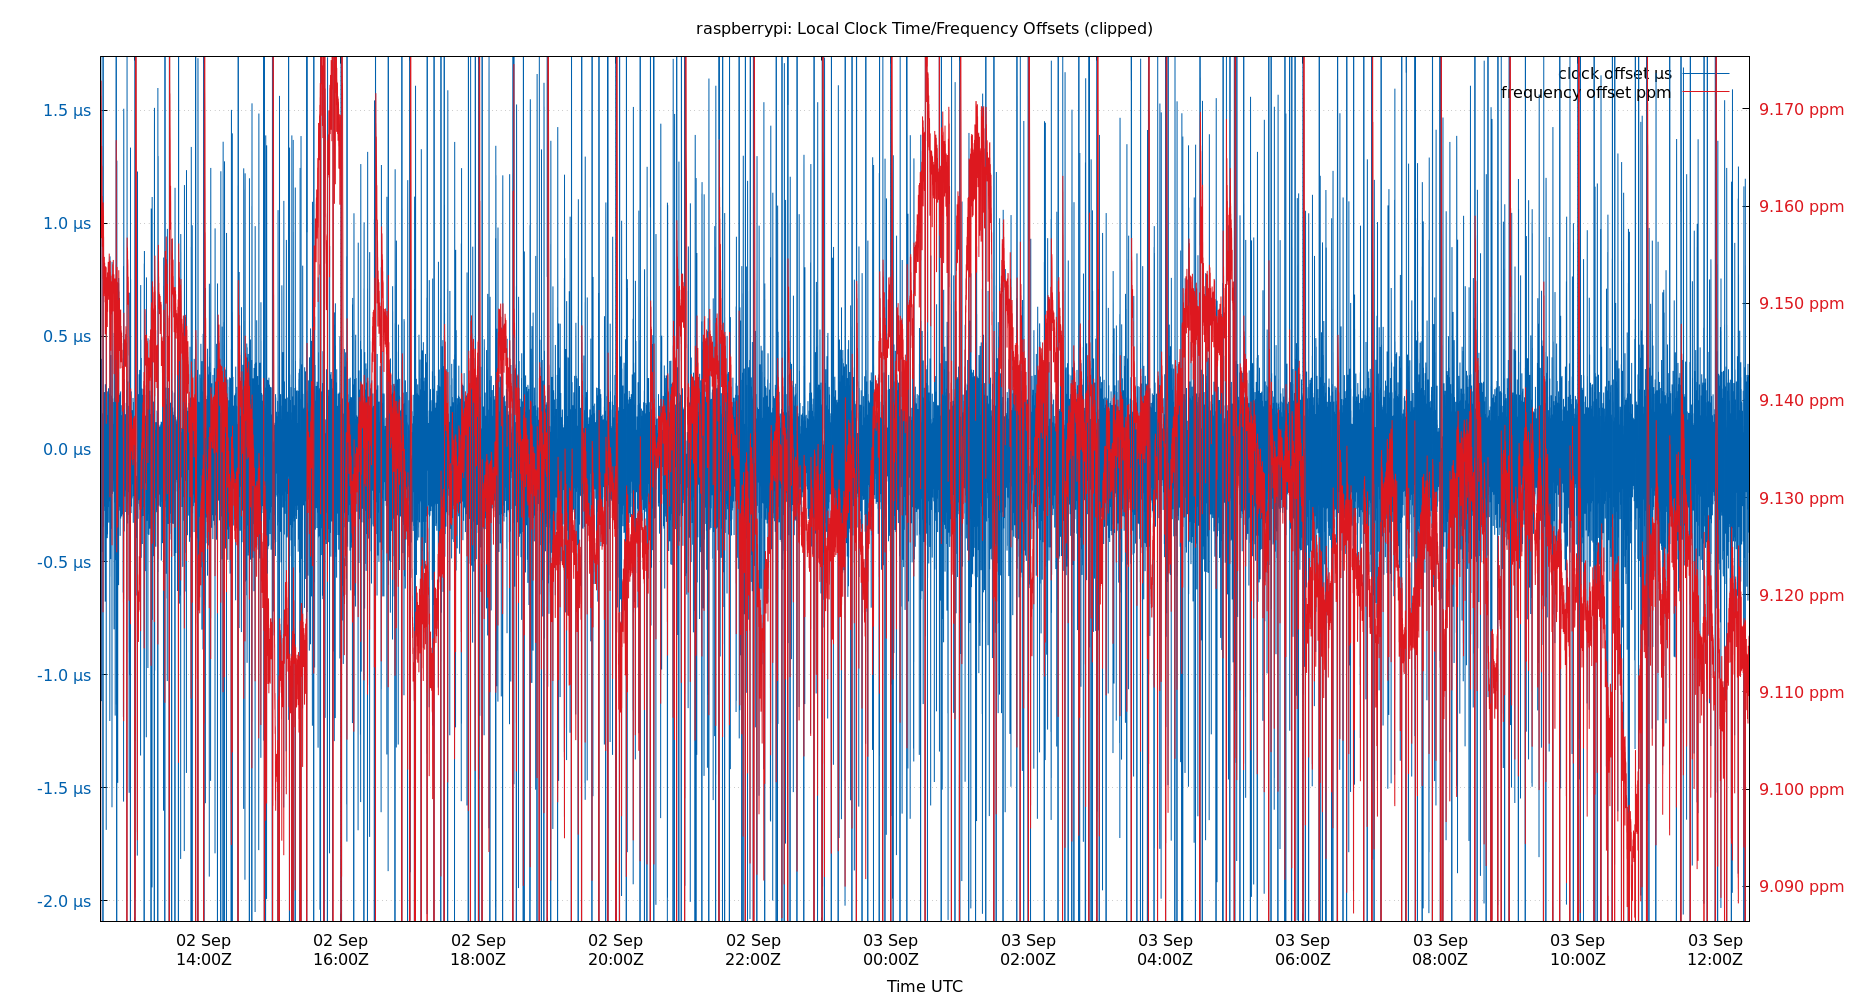 raspberrypi: Local Clock Time/Frequency Offsets (clipped)
clock offset µs
frequency offset ppm
1.5 µs
1.0 µs
0.5 µs
0.0 µs
-0.5 µs
-1.0 µs
-1.5 µs
-2.0 µs
9.170 ppm
9.160 ppm
9.150 ppm
9.140 ppm
9.130 ppm
9.120 ppm
9.110 ppm
9.100 ppm
9.090 ppm
02 Sep 02 Sep 02 Sep 02 Sep 02 Sep 03 Sep 03 Sep 03 Sep 03 Sep 03 Sep 03 Sep 03 Sep
14:00Z 16:00Z 18:00Z 20:00Z 22:00Z 00:00Z 02:00Z 04:00Z 06:00Z 08:00Z 10:00Z 12:00Z
Time UTC